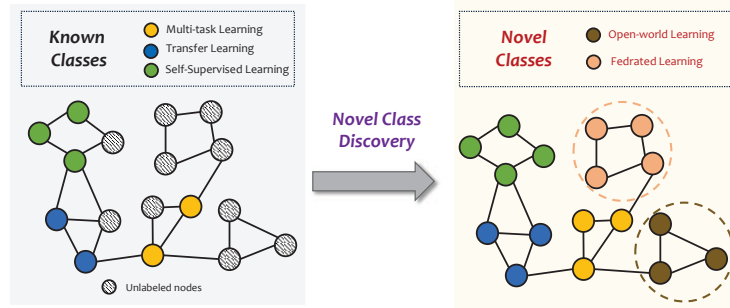 Known
Classes
Multi-task Learning
Transfer Learning
Self-Supervised Learning
Unlabeled nodes
Novel Class
Discovery
Novel
Classes
Open-world Learning
Fedrated Learning